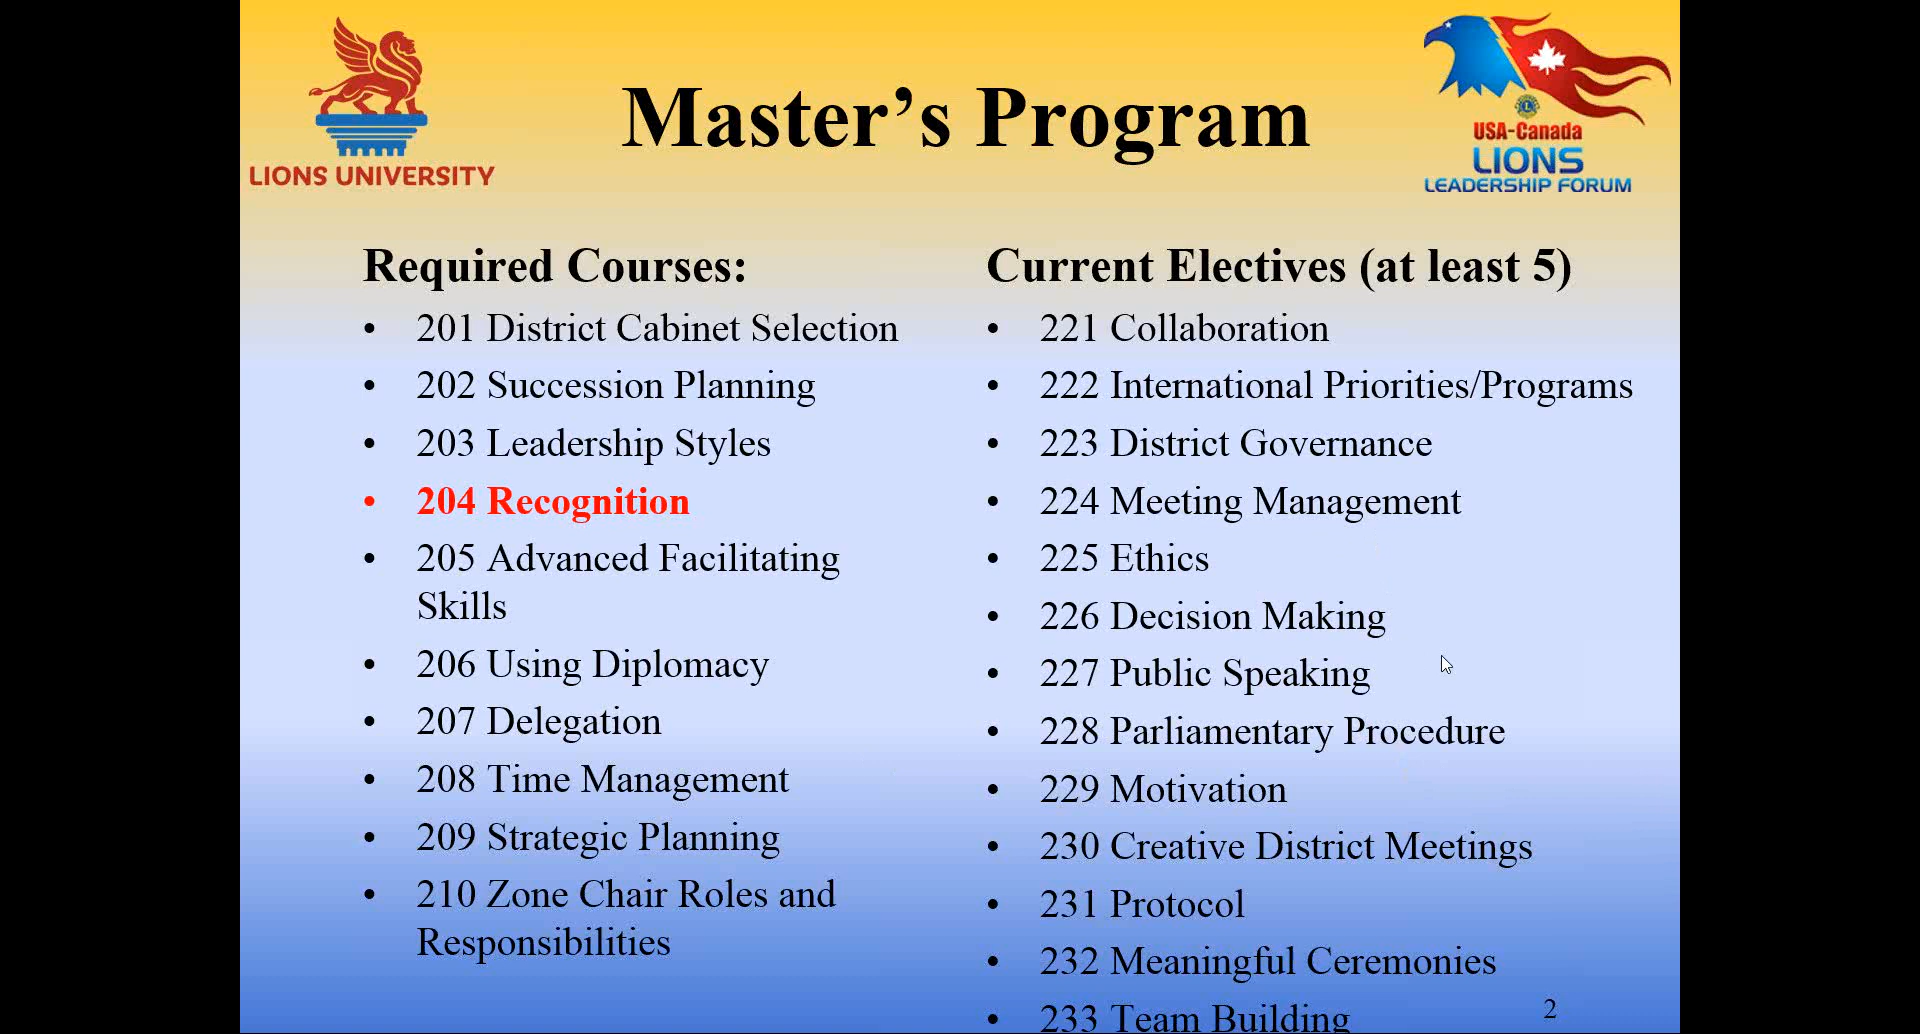 LIONS UNIVERSITY
Master’s Program
USA-Canada
LIONS
LEADERSHIP FORUM
Required Courses:
• 201 District Cabinet Selection
• 202 Succession Planning
• 203 Leadership Styles
• 204 Recognition
• 205 Advanced Facilitating
Skills
• 206 Using Diplomacy
• 207 Delegation
• 208 Time Management
• 209 Strategic Planning
• 210 Zone Chair Roles and
Responsibilities
Current Electives (at least 5)
• 221 Collaboration
• 222 International Priorities/Programs
• 223 District Governance
• 224 Meeting Management
• 225 Ethics
• 226 Decision Making
• 227 Public Speaking
• 228 Parliamentary Procedure
• 229 Motivation
• 230 Creative District Meetings
• 231 Protocol
• 232 Meaningful Ceremonies
• 233 Team Building
2